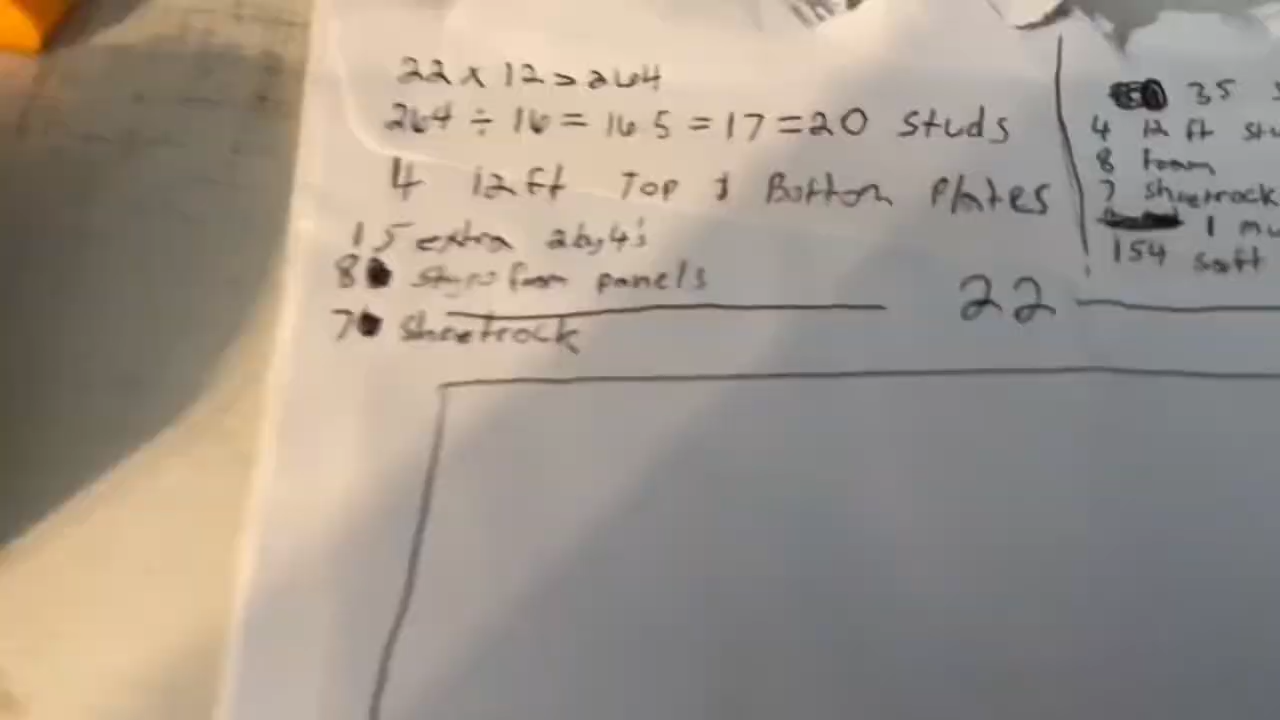 22 x 12 = 264
264 ÷ 16 = 16.5 = 17 = 20 studs
4 12ft Top & Bottom Plates
15 extra 2by4's
8 styrofoam panels
7 sheetrock
22
35
4 12 ft
8 foam
7 sheetrock
1
154 sqft